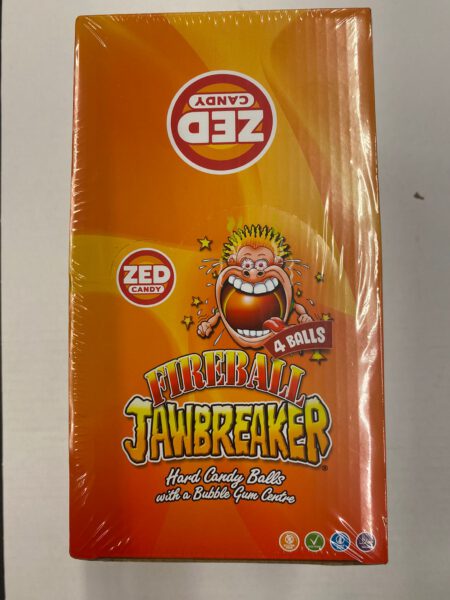 ZED
CANDY
ZED
CANDY
4 BALLS
FIREBALL
JAWBREAKER®
Hard Candy Balls
with a Bubble Gum Centre